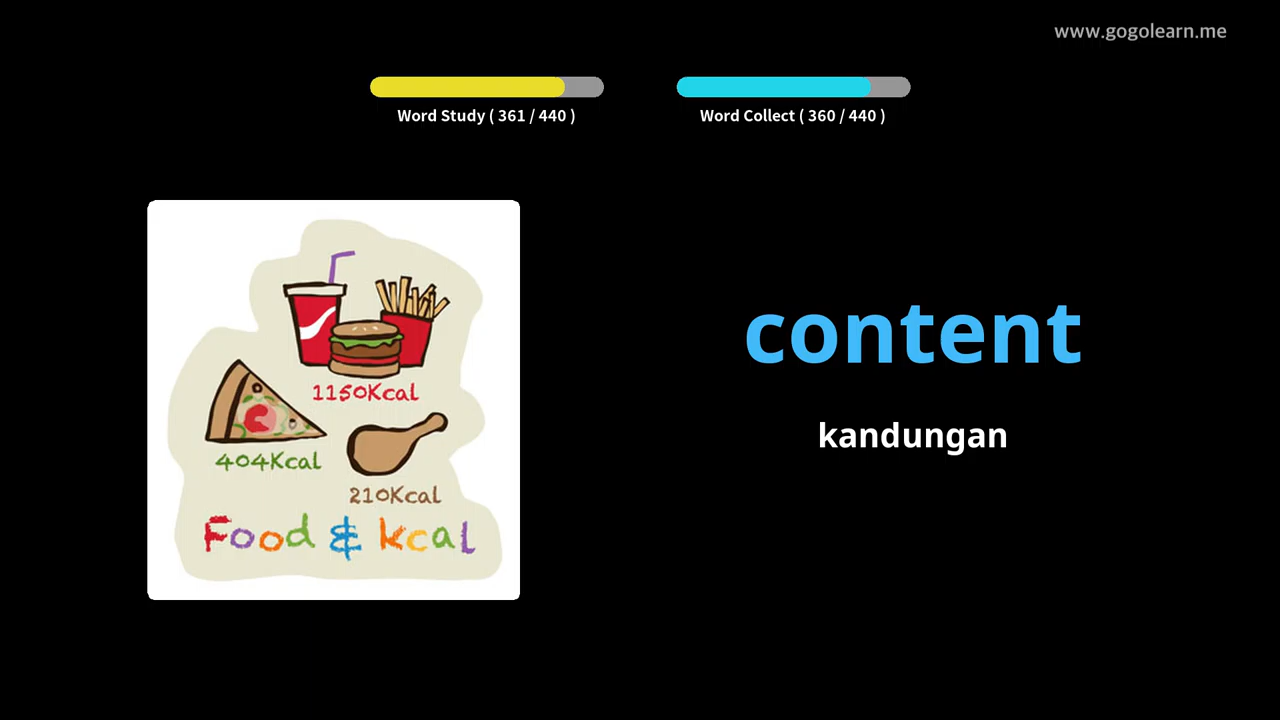 www.gogolearn.me
Word Study ( 361 / 440 )
Word Collect ( 360 / 440 )
1150Kcal
404Kcal
210Kcal
Food & kcal
content
kandungan